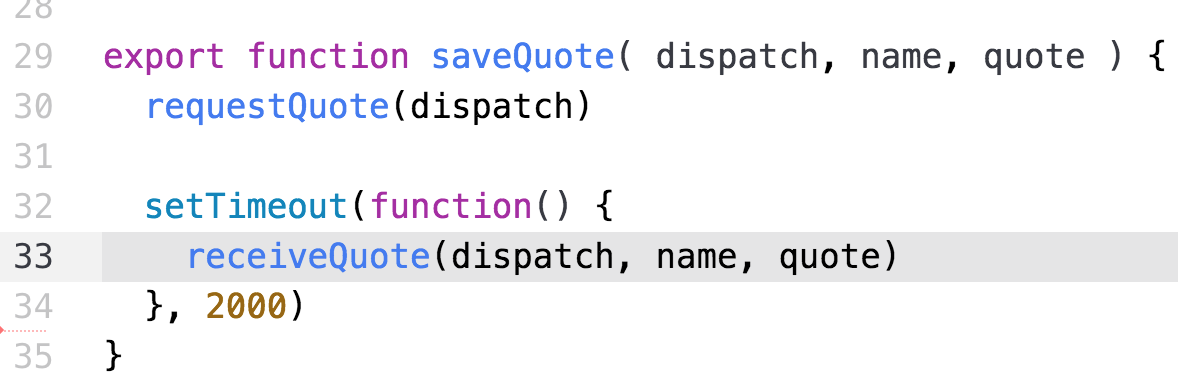 28
29 export function saveQuote( dispatch, name, quote ) {
30   requestQuote(dispatch)
31
32   setTimeout(function() {
33     receiveQuote(dispatch, name, quote)
34   }, 2000)
35 }